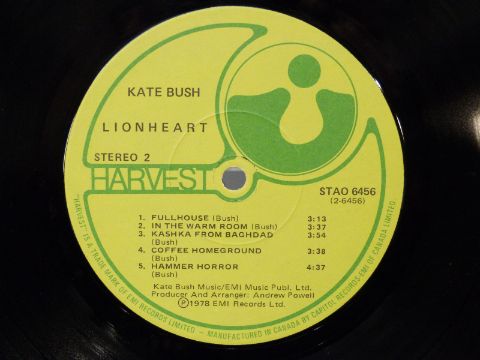 KATE BUSH
LIONHEART
STEREO 2
HARVEST
STAO 6456
(2-6456)
1. FULLHOUSE (Bush) 3:13
2. IN THE WARM ROOM (Bush) 3:37
3. KASHKA FROM BAGHDAD 3:54
(Bush)
4. COFFEE HOMEGROUND 3:38
(Bush)
5. HAMMER HORROR 4:37
(Bush)
Kate Bush Music/EMI Music Publ. Ltd.
Producer And Arranger: Andrew Powell
Ⓟ1978 EMI Records Ltd.
"HARVEST" IS A TRADE MARK OF EMI RECORDS LIMITED. – MANUFACTURED IN CANADA BY CAPITOL RECORDS-EMI OF CANADA LIMITED.